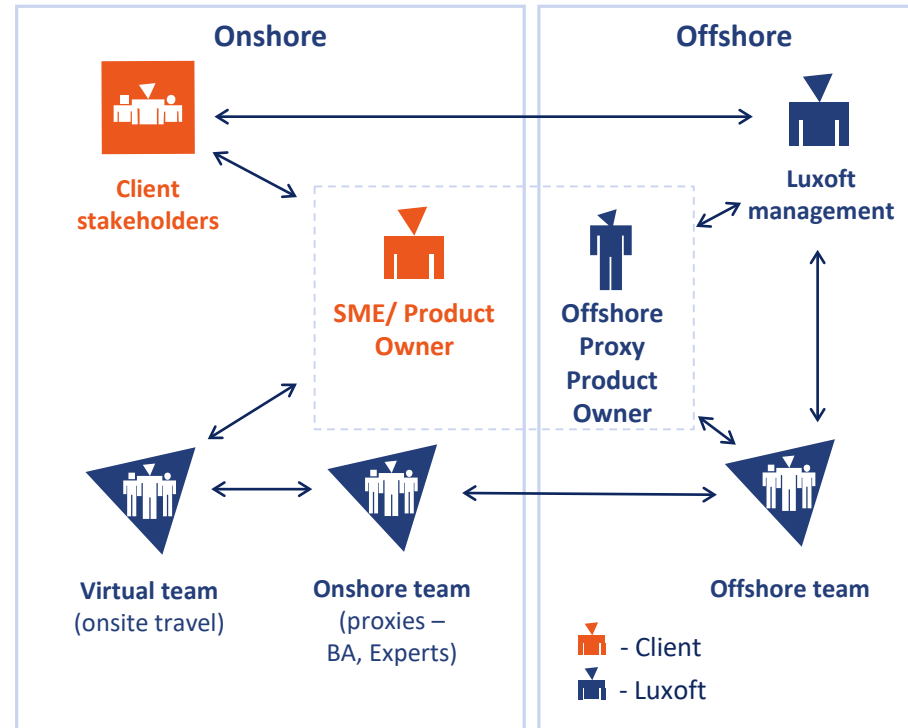 Onshore
Offshore
Client
stakeholders
Luxoft
management
SME/ Product
Owner
Offshore
Proxy
Product
Owner
Virtual team
(onsite travel)
Onshore team
(proxies –
BA, Experts)
Offshore team
- Client
- Luxoft